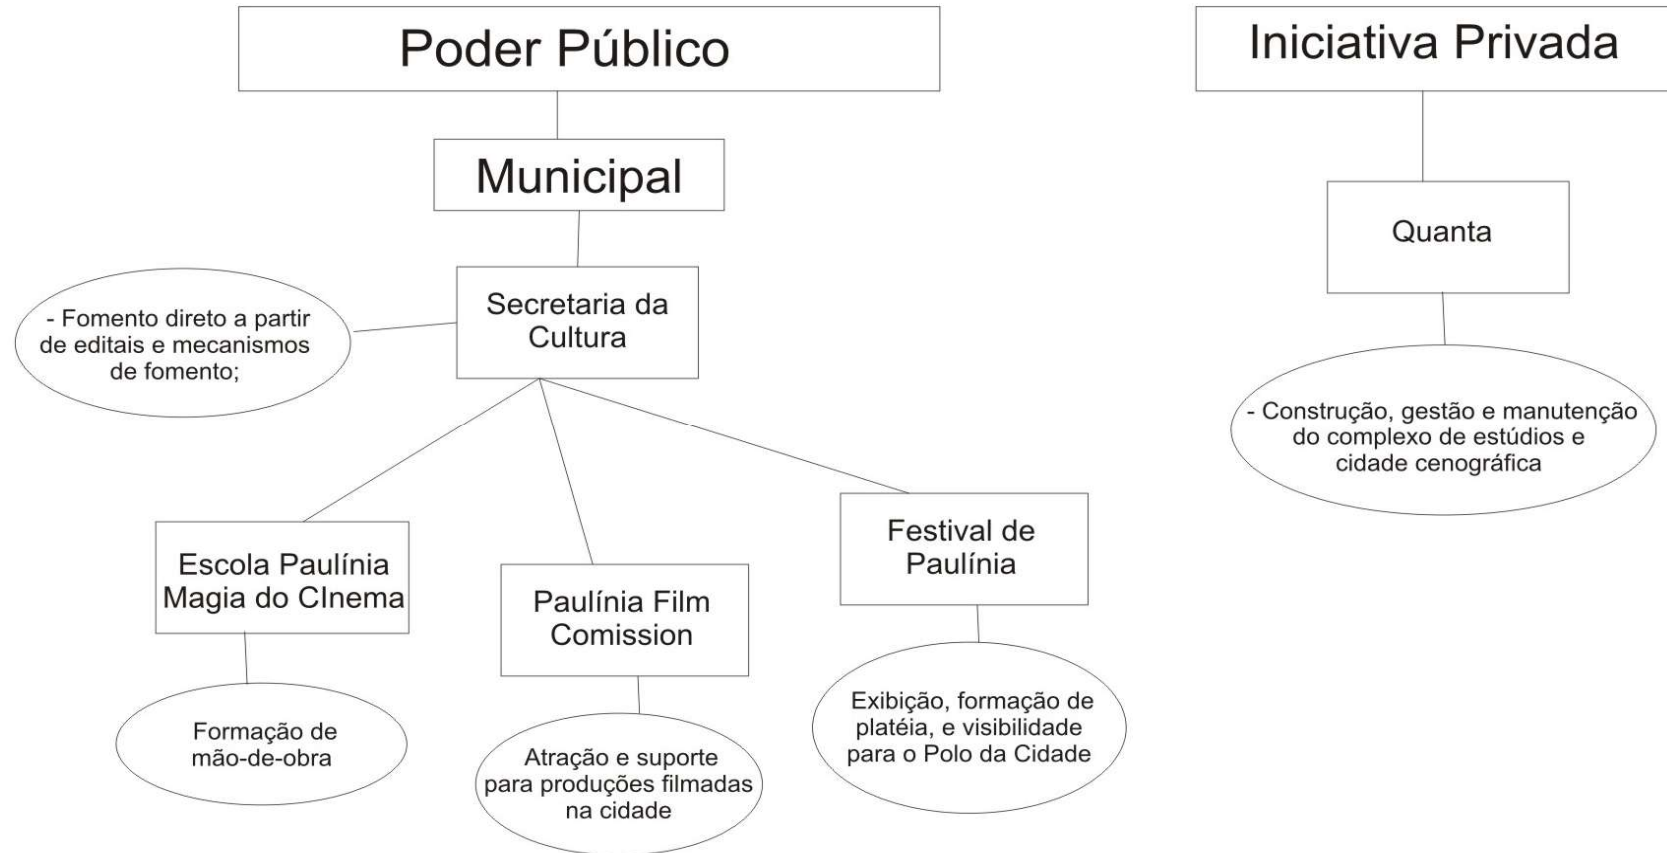 Poder Público
Iniciativa Privada
Municipal
Quanta
Secretaria da
Cultura
- Fomento direto a partir
de editais e mecanismos
de fomento;
- Construção, gestão e manutenção
do complexo de estúdios e
cidade cenográfica
Escola Paulínia
Magia do CInema
Paulínia Film
Comission
Festival de
Paulínia
Formação de
mão-de-obra
Atração e suporte
para produções filmadas
na cidade
Exibição, formação de
platéia, e visibilidade
para o Polo da Cidade